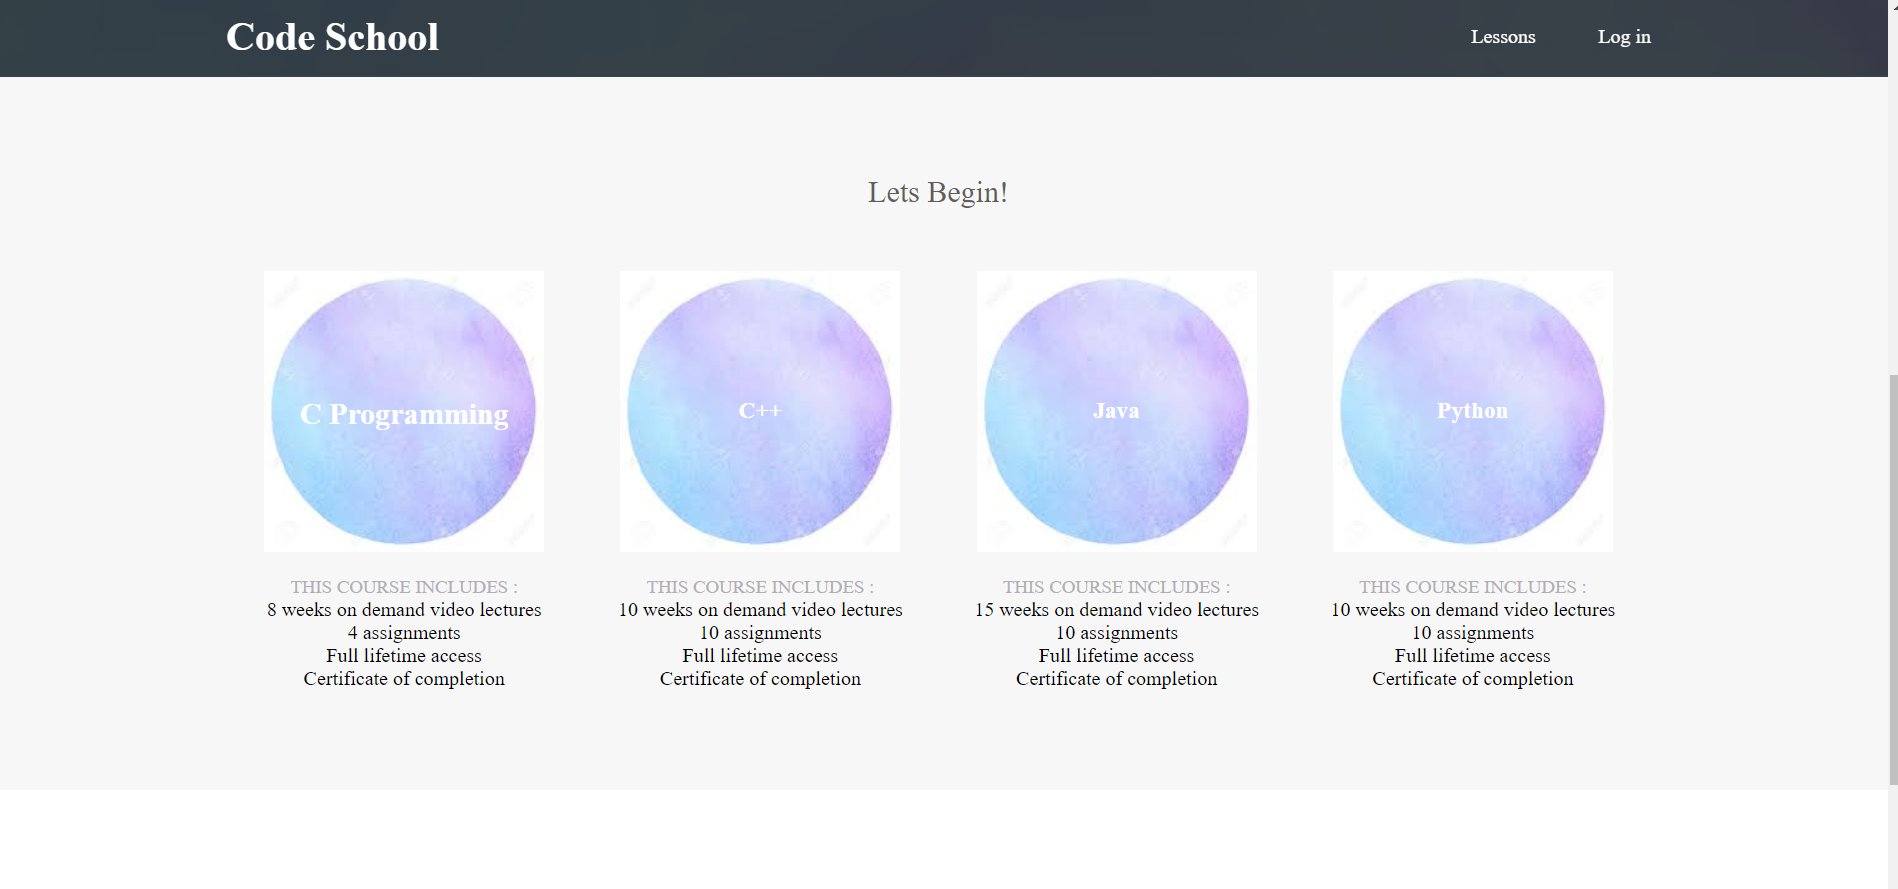 Code School
Lessons
Log in
Lets Begin!
C Programming
C++
Java
Python
THIS COURSE INCLUDES :
8 weeks on demand video lectures
4 assignments
Full lifetime access
Certificate of completion
THIS COURSE INCLUDES :
10 weeks on demand video lectures
10 assignments
Full lifetime access
Certificate of completion
THIS COURSE INCLUDES :
15 weeks on demand video lectures
10 assignments
Full lifetime access
Certificate of completion
THIS COURSE INCLUDES :
10 weeks on demand video lectures
10 assignments
Full lifetime access
Certificate of completion